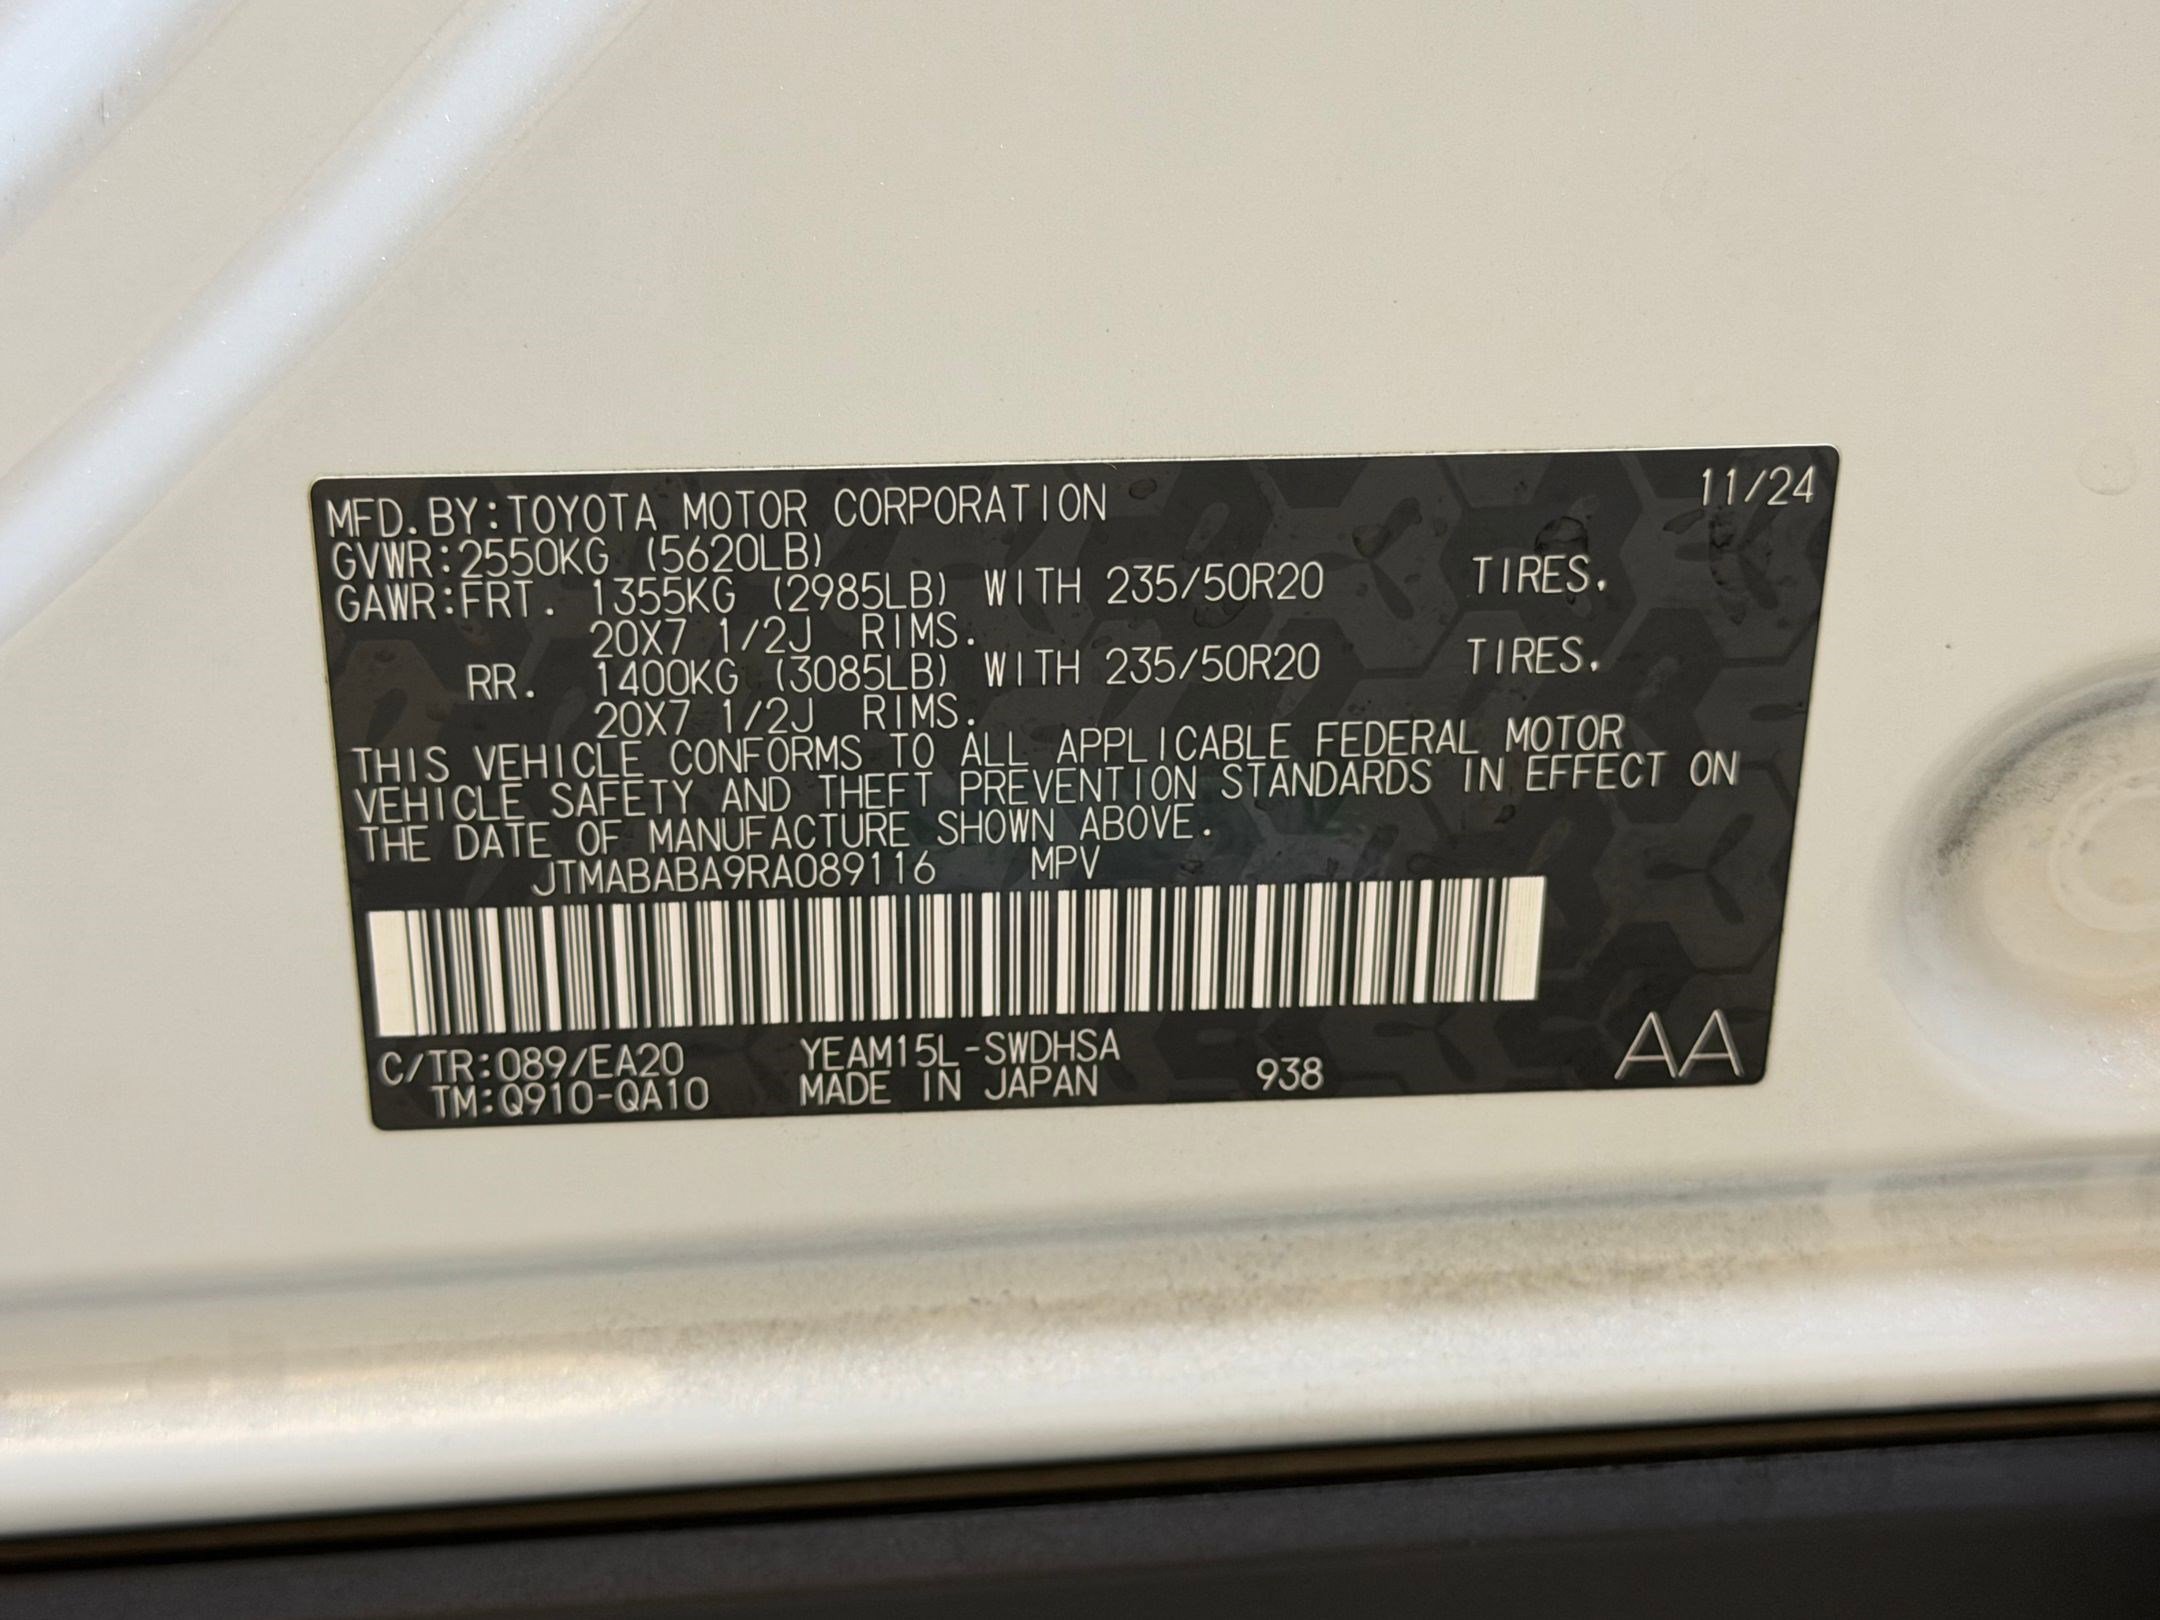 MFD.BY:TOYOTA MOTOR CORPORATION 11/24
GVWR:2550KG (5620LB)
GAWR:FRT. 1355KG (2985LB) WITH 235/50R20 TIRES.
20X7 1/2J RIMS.
RR. 1400KG (3085LB) WITH 235/50R20 TIRES.
20X7 1/2J RIMS.
THIS VEHICLE CONFORMS TO ALL APPLICABLE FEDERAL MOTOR
VEHICLE SAFETY AND THEFT PREVENTION STANDARDS IN EFFECT ON
THE DATE OF MANUFACTURE SHOWN ABOVE.
JTMABABA9RA089116 MPV
C/TR:089/EA20 YEAM15L-SWDHSA
TM:Q910-QA10 MADE IN JAPAN 938 AA